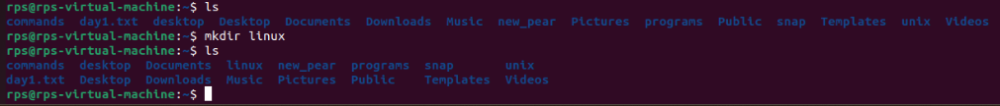 rps@rps-virtual-machine:~$ ls
commands day1.txt desktop Desktop Documents Downloads Music new_pear Pictures programs Public snap Templates unix Videos
rps@rps-virtual-machine:~$ mkdir linux
rps@rps-virtual-machine:~$ ls
commands desktop Documents linux new_pear programs snap unix
day1.txt Desktop Downloads Music Pictures Public Templates Videos
rps@rps-virtual-machine:~$